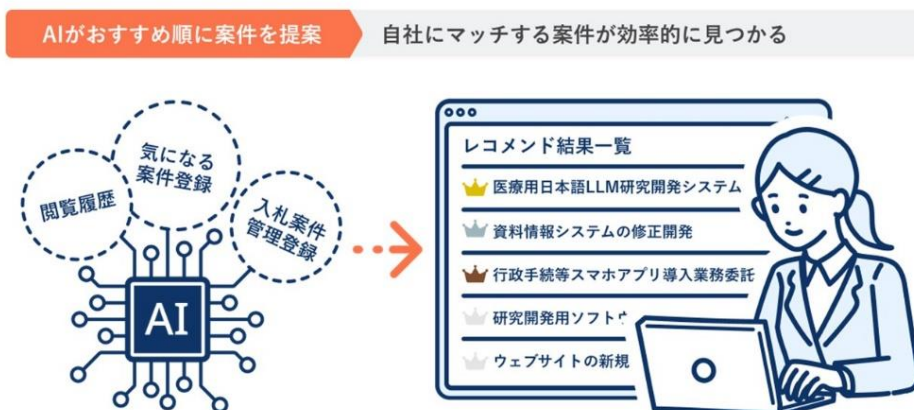 AIがおすすめ順に案件を提案
自社にマッチする案件が効率的に見つかる
閲覧履歴
気になる
案件登録
入札案件
管理登録
AI
レコメンド結果一覧
医療用日本語LLM研究開発システム
資料情報システムの修正開発
行政手続等スマホアプリ導入業務委託
研究開発用ソフト
ウェブサイトの新規